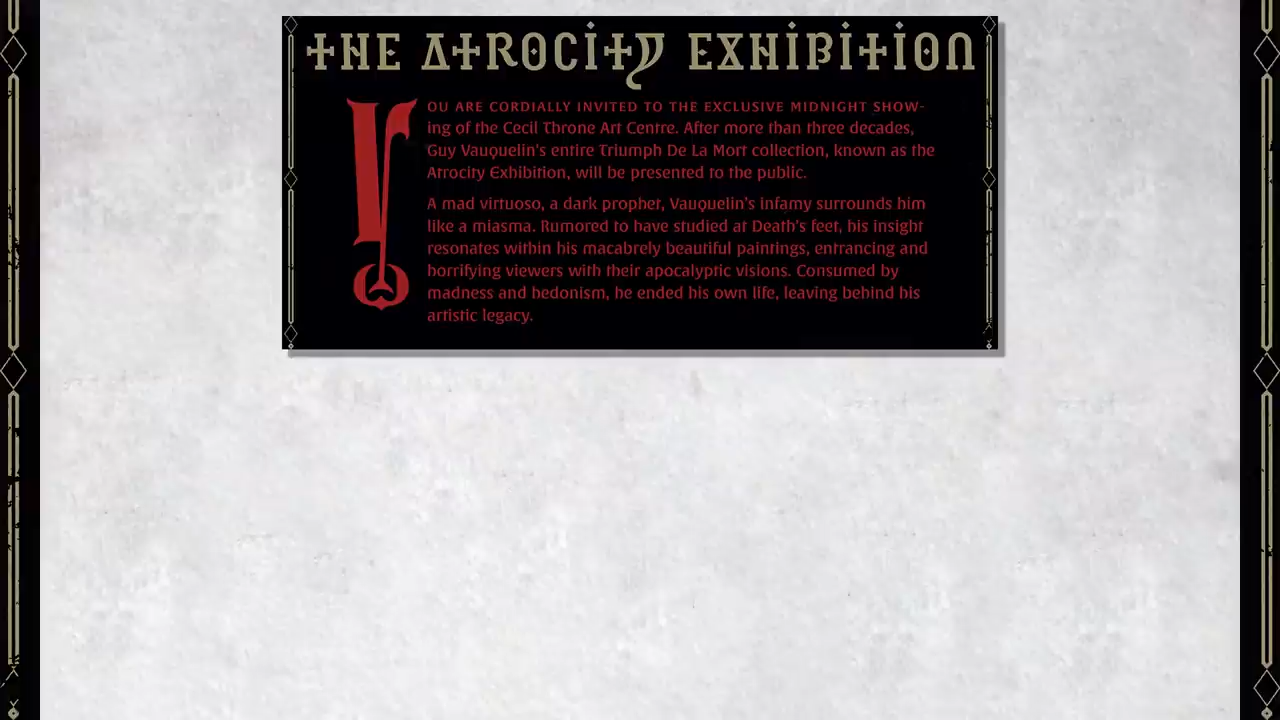 THE ATROCITY EXHIBITION
YOU ARE CORDIALLY INVITED TO THE EXCLUSIVE MIDNIGHT SHOW-
ing of the Cecil Throne Art Centre. After more than three decades,
Guy Vauquelin's entire Triumph De La Mort collection, known as the
Atrocity Exhibition, will be presented to the public.
A mad virtuoso, a dark prophet, Vauquelin's infamy surrounds him
like a miasma. Rumored to have studied at Death's feet, his insight
resonates within his macabrely beautiful paintings, entrancing and
horrifying viewers with their apocalyptic visions. Consumed by
madness and hedonism, he ended his own life, leaving behind his
artistic legacy.